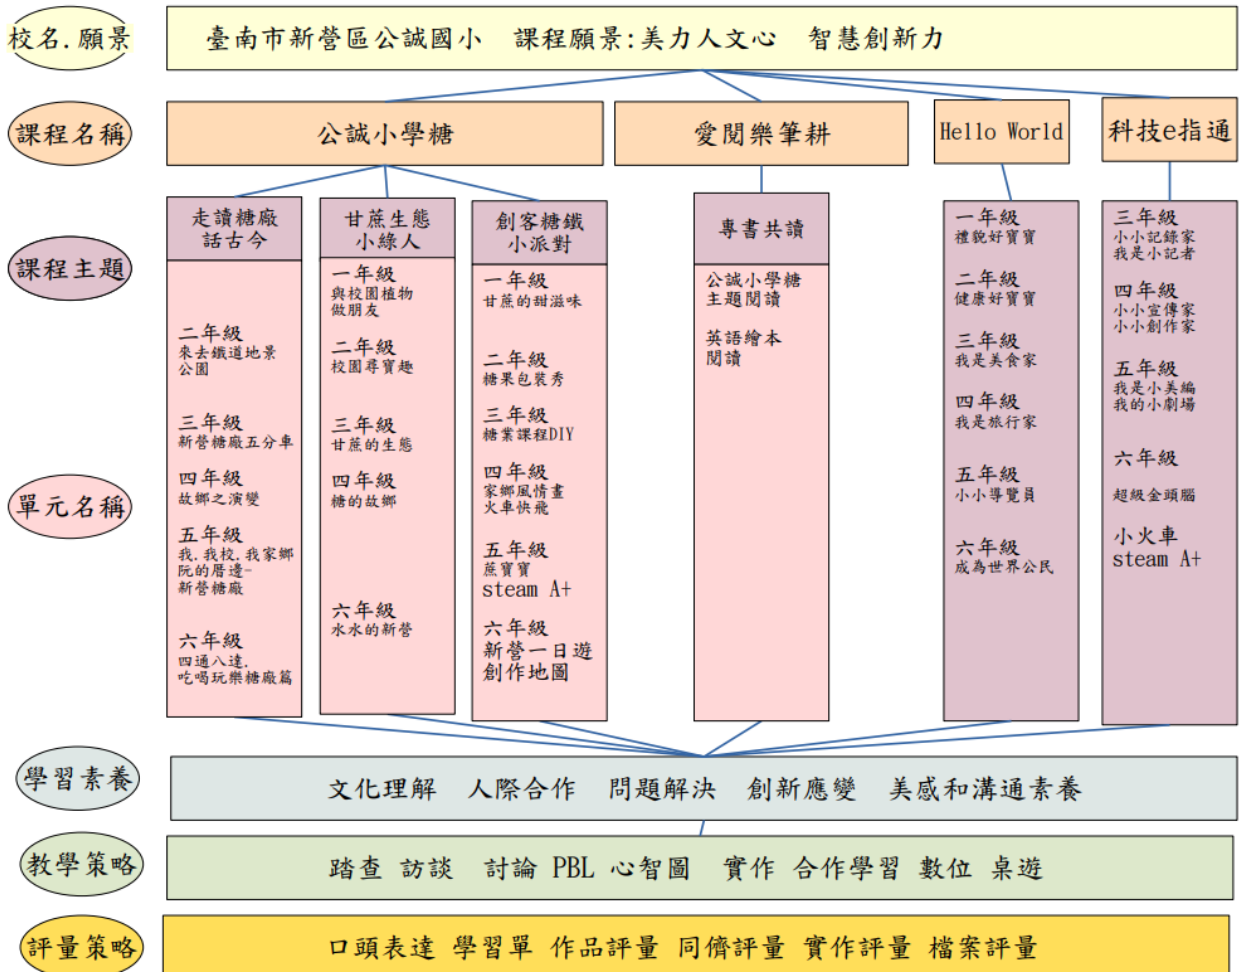 校名.願景
臺南市新營區公誠國小 課程願景:美力人文心 智慧創新力
課程名稱
公誠小學糖
愛閱樂筆耕
Hello World
科技e指通
課程主題
單元名稱
走讀糖廠
話古今
二年級
來去鐵道地景
公園
三年級
新營糖廠五分車
四年級
故鄉之演變
五年級
我.我校.我家鄉
阮的厝邊-
新營糖廠
六年級
四通八達.
吃喝玩樂糖廠篇
甘蔗生態
小綠人
一年級
與校園植物
做朋友
二年級
校園尋寶趣
三年級
甘蔗的生態
四年級
糖的故鄉
六年級
水水的新營
創客糖鐵
小派對
一年級
甘蔗的甜滋味
二年級
糖果包裝秀
三年級
糖業課程DIY
四年級
家鄉風情畫
火車快飛
五年級
蔗寶寶
steam A+
六年級
新營一日遊
創作地圖
專書共讀
公誠小學糖
主題閱讀
英語繪本
閱讀
一年級
禮貌好寶寶
二年級
健康好寶寶
三年級
我是美食家
四年級
我是旅行家
五年級
小小導覽員
六年級
成為世界公民
三年級
小小記錄家
我是小記者
四年級
小小宣傳家
小小創作家
五年級
我是小美編
我的小劇場
六年級
超級金頭腦
小火車
steam A+
學習素養
文化理解 人際合作 問題解決 創新應變 美感和溝通素養
教學策略
踏查 訪談 討論 PBL 心智圖 實作 合作學習 數位 桌遊
評量策略
口頭表達 學習單 作品評量 同儕評量 實作評量 檔案評量